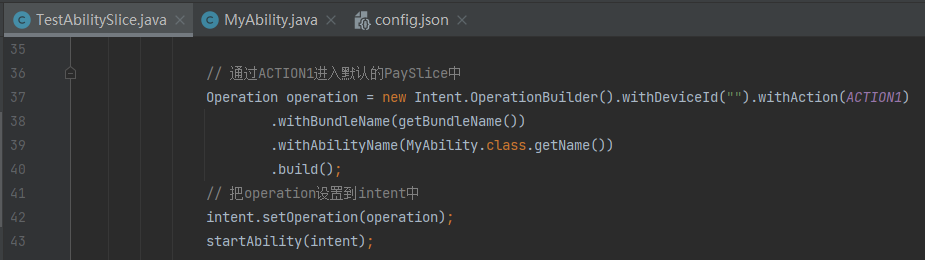 TestAbilitySlice.java MyAbility.java config.json
35
36 // 通过ACTION1进入默认的PaySlice中
37 Operation operation = new Intent.OperationBuilder().withDeviceId("").withAction(ACTION1)
38 .withBundleName(getBundleName())
39 .withAbilityName(MyAbility.class.getName())
40 .build();
41 // 把operation设置到intent中
42 intent.setOperation(operation);
43 startAbility(intent);